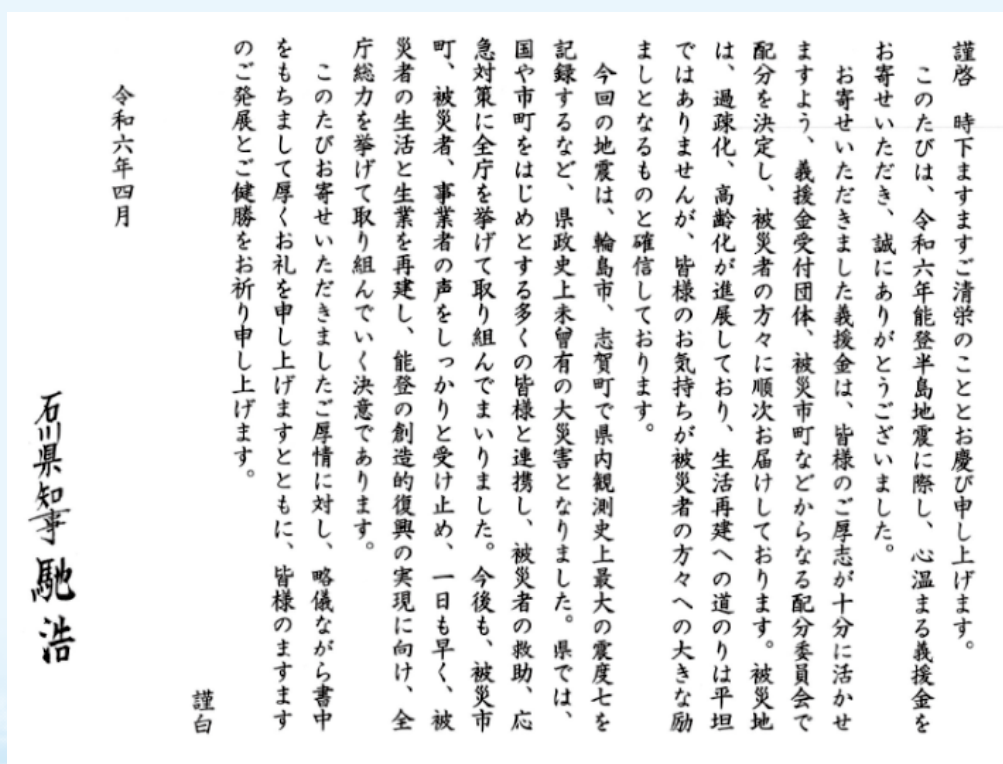 謹啓　時下ますますご清栄のこととお慶び申し上げます。
このたびは、令和六年能登半島地震に際し、心温まる義援金を
お寄せいただき、誠にありがとうございました。
お寄せいただきました義援金は、皆様のご厚志が十分に活かせ
ますよう、義援金受付団体、被災市町などからなる配分委員会で
配分を決定し、被災者の方々に順次お届けしております。被災地
は、過疎化、高齢化が進展しており、生活再建への道のりは平坦
ではありませんが、皆様のお気持ちが被災者の方々への大きな励
ましとなるものと確信しております。
今回の地震は、輪島市、志賀町で県内観測史上最大の震度七を
記録するなど、県政史上未曾有の大災害となりました。県では、
国や市町をはじめとする多くの皆様と連携し、被災者の救助、応
急対策に全庁を挙げて取り組んでまいりました。今後も、被災市
町、被災者、事業者の声をしっかりと受け止め、一日も早く、被
災者の生活と生業を再建し、能登の創造的復興の実現に向け、全
庁総力を挙げて取り組んでいく決意であります。
このたびお寄せいただきましたご厚情に対し、略儀ながら書中
をもちまして厚くお礼を申し上げますとともに、皆様のますます
のご発展とご健勝をお祈り申し上げます。
謹白
令和六年四月
石川県知事 馳 浩